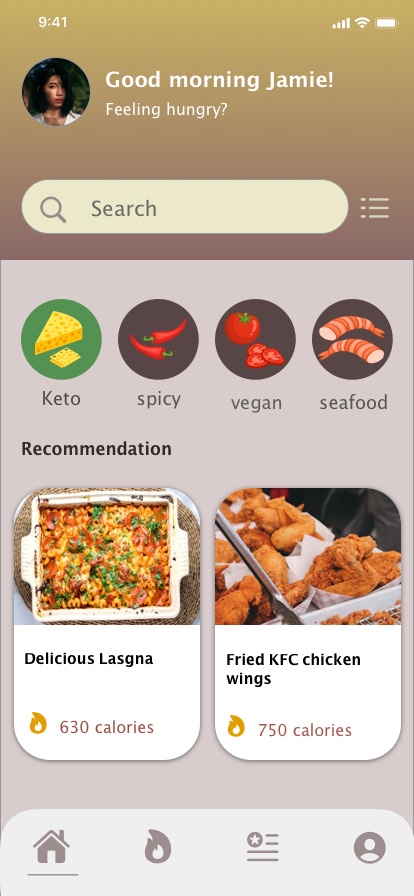 9:41
Good morning Jamie!
Feeling hungry?
Search
Keto
spicy
vegan
seafood
Recommendation
Delicious Lasgna
630 calories
Fried KFC chicken
wings
750 calories